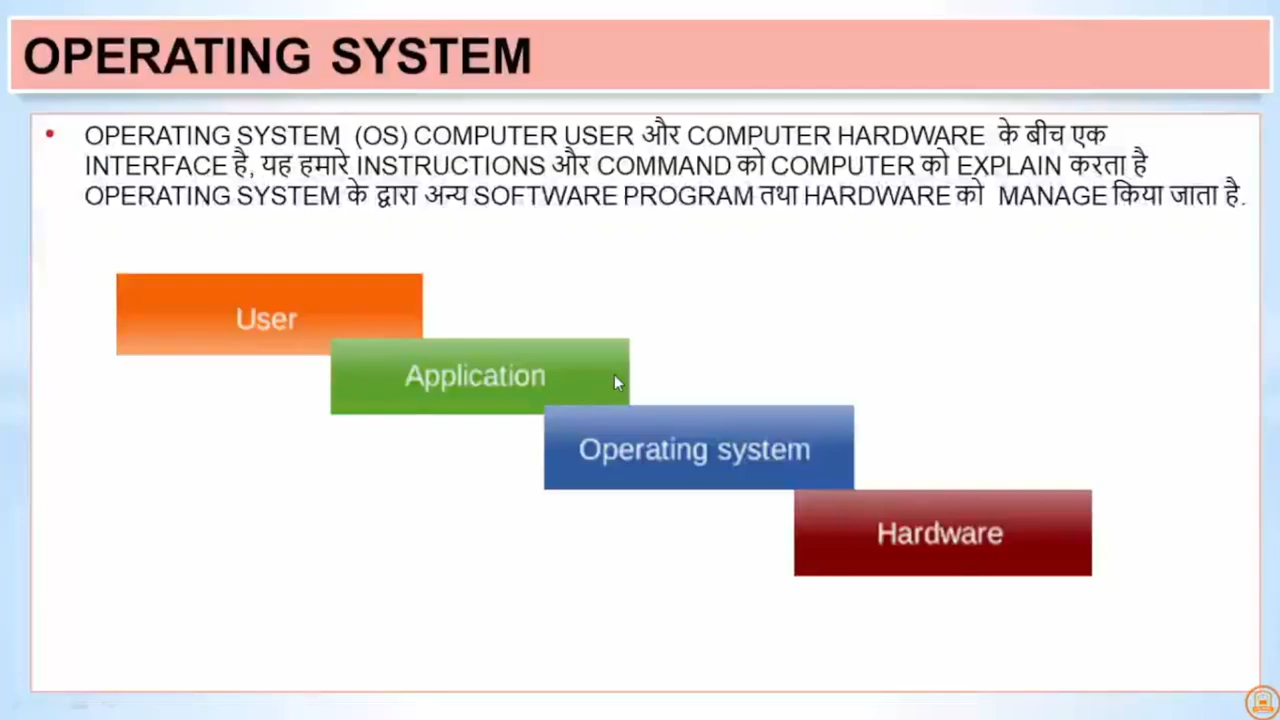 OPERATING SYSTEM
• OPERATING SYSTEM (OS) COMPUTER USER और COMPUTER HARDWARE के बीच एक
INTERFACE है, यह हमारे INSTRUCTIONS और COMMAND को COMPUTER को EXPLAIN करता है
OPERATING SYSTEM के द्वारा अन्य SOFTWARE PROGRAM तथा HARDWARE को MANAGE किया जाता है.
User
Application
Operating system
Hardware